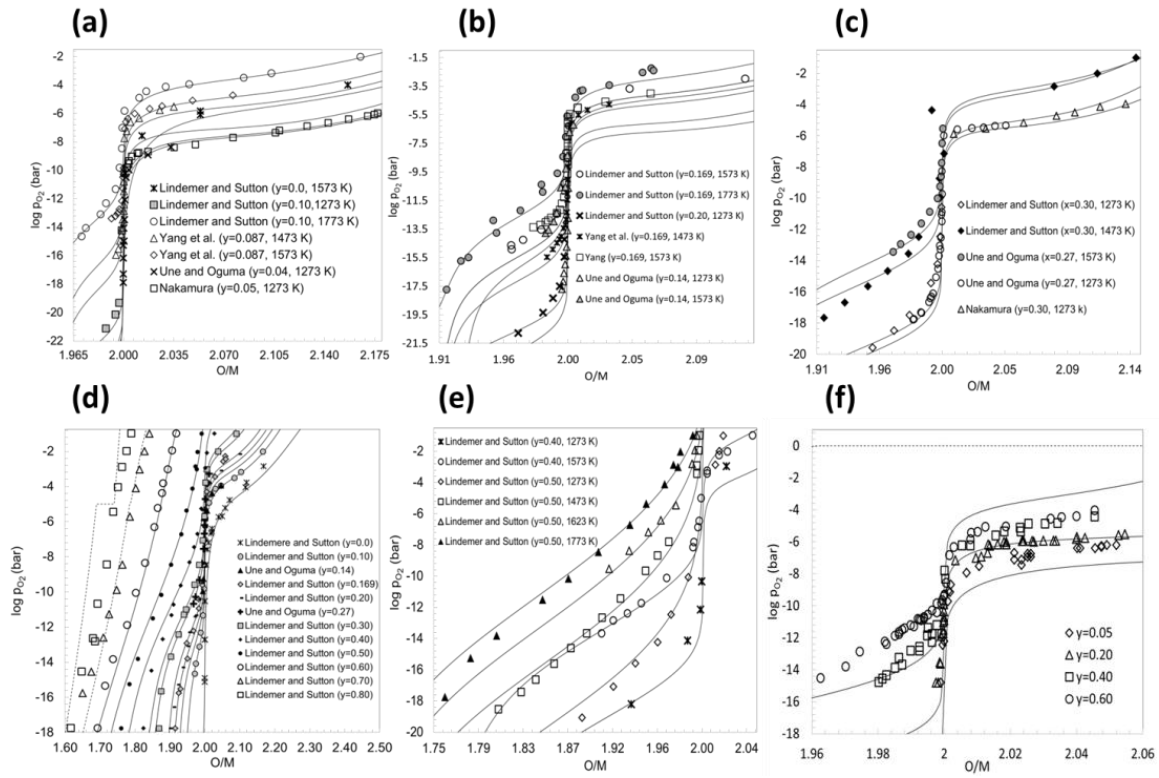 (a)
log pO2 (bar)
-2
-4
-6
-8
-10
-12
-14
-16
-18
-20
-22
Lindemer and Sutton (y=0.0, 1573 K)
Lindemer and Sutton (y=0.10,1273 K)
Lindemer and Sutton (y=0.10, 1773 K)
Yang et al. (y=0.087, 1473 K)
Yang et al. (y=0.087, 1573 K)
Une and Oguma (y=0.04, 1273 K)
Nakamura (y=0.05, 1273 K)
1.965 2.000 2.035 2.070 2.105 2.140 2.175
O/M
(b)
log pO2 (bar)
-1.5
-3.5
-5.5
-7.5
-9.5
-11.5
-13.5
-15.5
-17.5
-19.5
-21.5
Lindemer and Sutton (y=0.169, 1573 K)
Lindemer and Sutton (y=0.169, 1773 K)
Lindemer and Sutton (y=0.20, 1273 K)
Yang et al. (y=0.169, 1473 K)
Yang (y=0.169, 1573 K)
Une and Oguma (y=0.14, 1273 K)
Une and Oguma (y=0.14, 1573 K)
1.91 1.96 2.00 2.05 2.09
O/M
(c)
log pO2 (bar)
0
-2
-4
-6
-8
-10
-12
-14
-16
-18
-20
Lindemer and Sutton (x=0.30, 1273 K)
Lindemer and Sutton (x=0.30, 1473 K)
Une and Oguma (x=0.27, 1573 K)
Une and Oguma (y=0.27, 1273 K)
Nakamura (y=0.30, 1273 k)
1.91 1.96 2.00 2.05 2.09 2.14
O/M
(d)
log pO2 (bar)
-2
-4
-6
-8
-10
-12
-14
-16
-18
Lindemere and Sutton (y=0.0)
Lindemer and Sutton (y=0.10)
Une and Oguma (y=0.14)
Lindemer and Sutton (y=0.169)
Lindemer and Sutton (y=0.20)
Une and Oguma (y=0.27)
Lindemer and Sutton (y=0.30)
Lindemer and Sutton (y=0.40)
Lindemer and Sutton (y=0.50)
Lindemer and Sutton (y=0.60)
Lindemer and Sutton (y=0.70)
Lindemer and Sutton (y=0.80)
1.60 1.70 1.80 1.90 2.00 2.10 2.20 2.30 2.40 2.50
O/M
(e)
log pO2 (bar)
0
-2
-4
-6
-8
-10
-12
-14
-16
-18
-20
Lindemer and Sutton (y=0.40, 1273 K)
Lindemer and Sutton (y=0.40, 1573 K)
Lindemer and Sutton (y=0.50, 1273 K)
Lindemer and Sutton (y=0.50, 1473 K)
Lindemer and Sutton (y=0.50, 1623 K)
Lindemer and Sutton (y=0.50, 1773 K)
1.75 1.79 1.83 1.87 1.92 1.96 2.00 2.04
O/M
(f)
log pO2 (bar)
0
-2
-4
-6
-8
-10
-12
-14
-16
-18
y=0.05
y=0.20
y=0.40
y=0.60
1.96 1.98 2 2.02 2.04 2.06
O/M